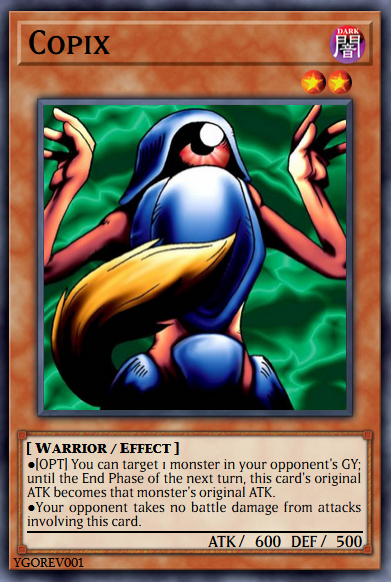 Copix
DARK
闇
[ Warrior / Effect ]
●[OPT] You can target 1 monster in your opponent's GY;
until the End Phase of the next turn, this card's original
ATK becomes that monster's original ATK.
●Your opponent takes no battle damage from attacks
involving this card.
ATK / 600 DEF / 500
YGOREV001